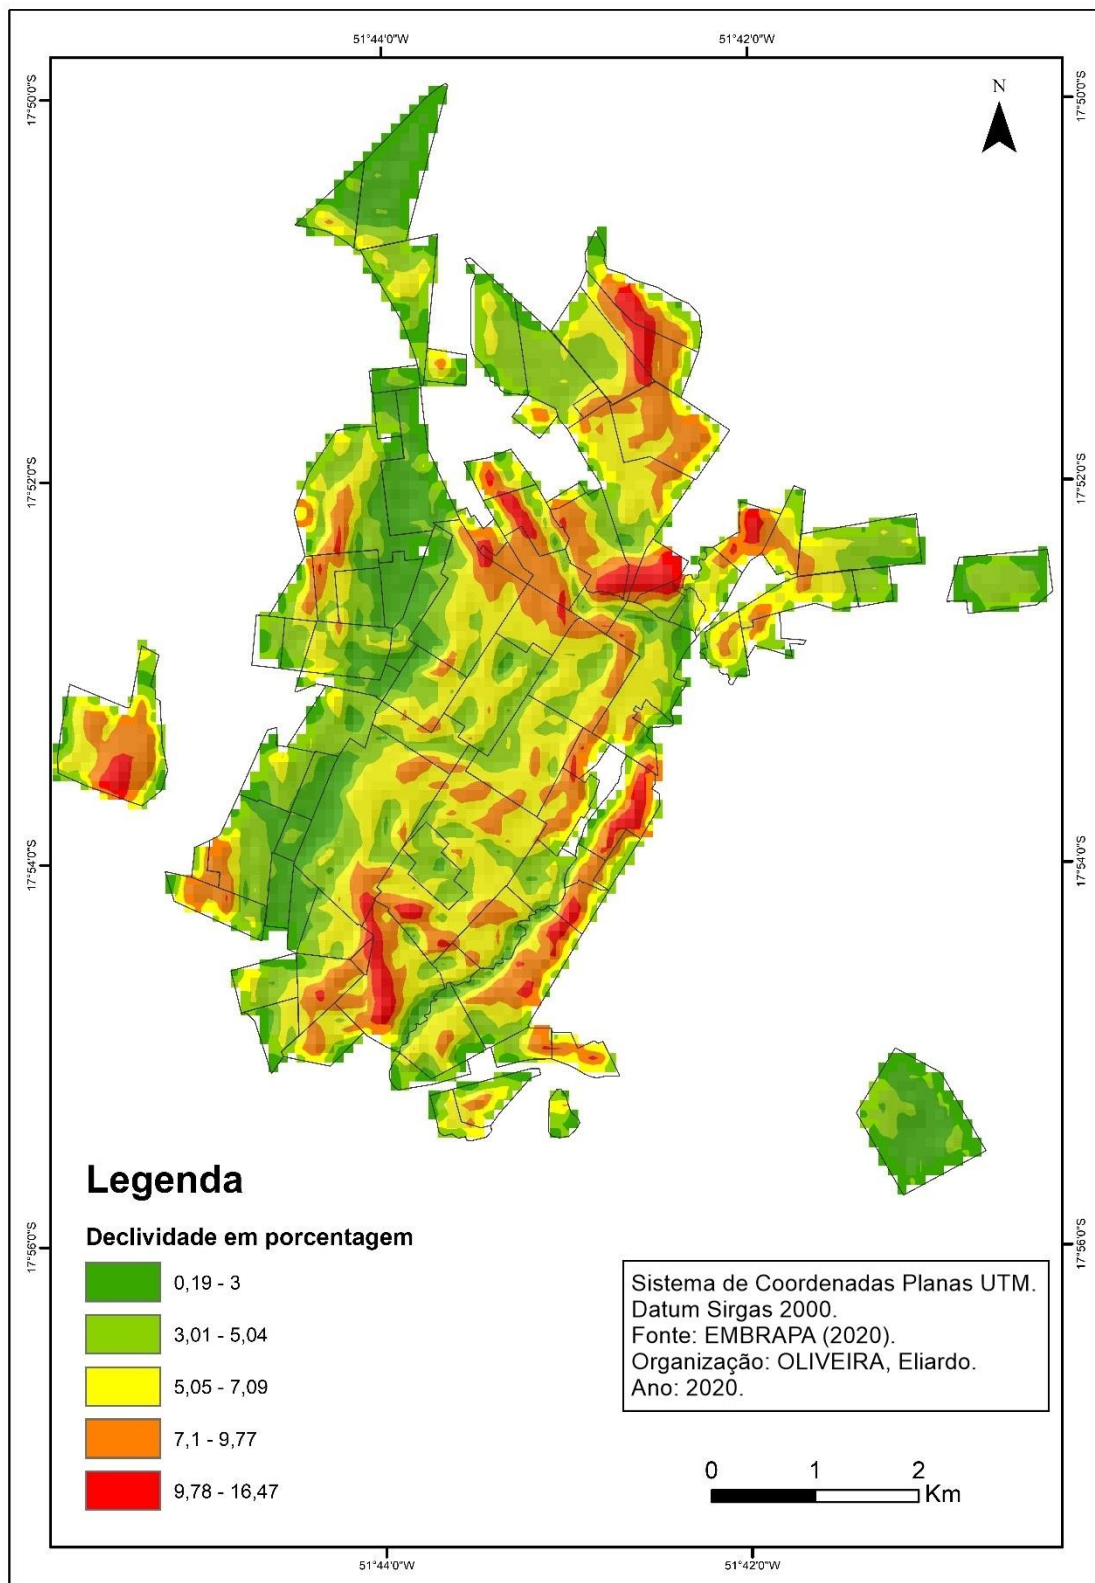 51°44'0"W
51°42'0"W
17°50'0"S
17°50'0"S
N
17°52'0"S
17°52'0"S
17°54'0"S
17°54'0"S
Legenda
Declividade em porcentagem
0,19 - 3
3,01 - 5,04
5,05 - 7,09
7,1 - 9,77
9,78 - 16,47
17°56'0"S
17°56'0"S
Sistema de Coordenadas Planas UTM.
Datum Sirgas 2000.
Fonte: EMBRAPA (2020).
Organização: OLIVEIRA, Eliardo.
Ano: 2020.
0 1 2
Km
51°44'0"W
51°42'0"W